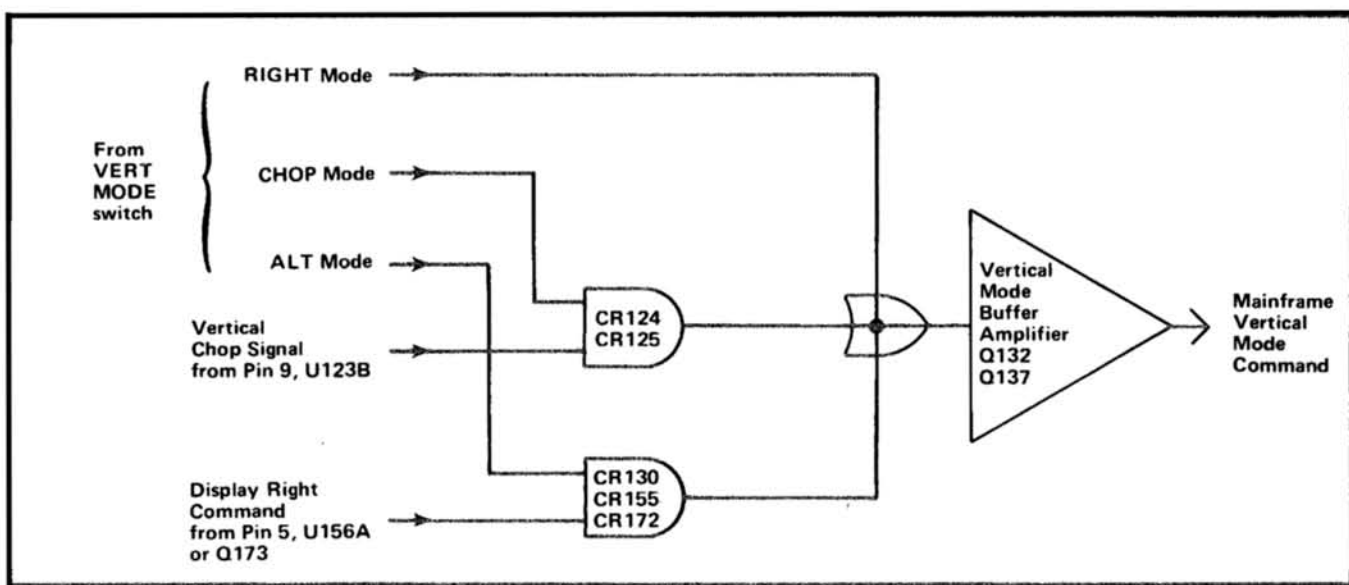 RIGHT Mode
From
VERT
MODE
switch
CHOP Mode
ALT Mode
Vertical
Chop Signal
from Pin 9, U123B
CR124
CR125
Display Right
Command
from Pin 5, U156A
or Q173
CR130
CR155
CR172
Vertical
Mode
Buffer
Amplifier
Q132
Q137
Mainframe
Vertical
Mode
Command